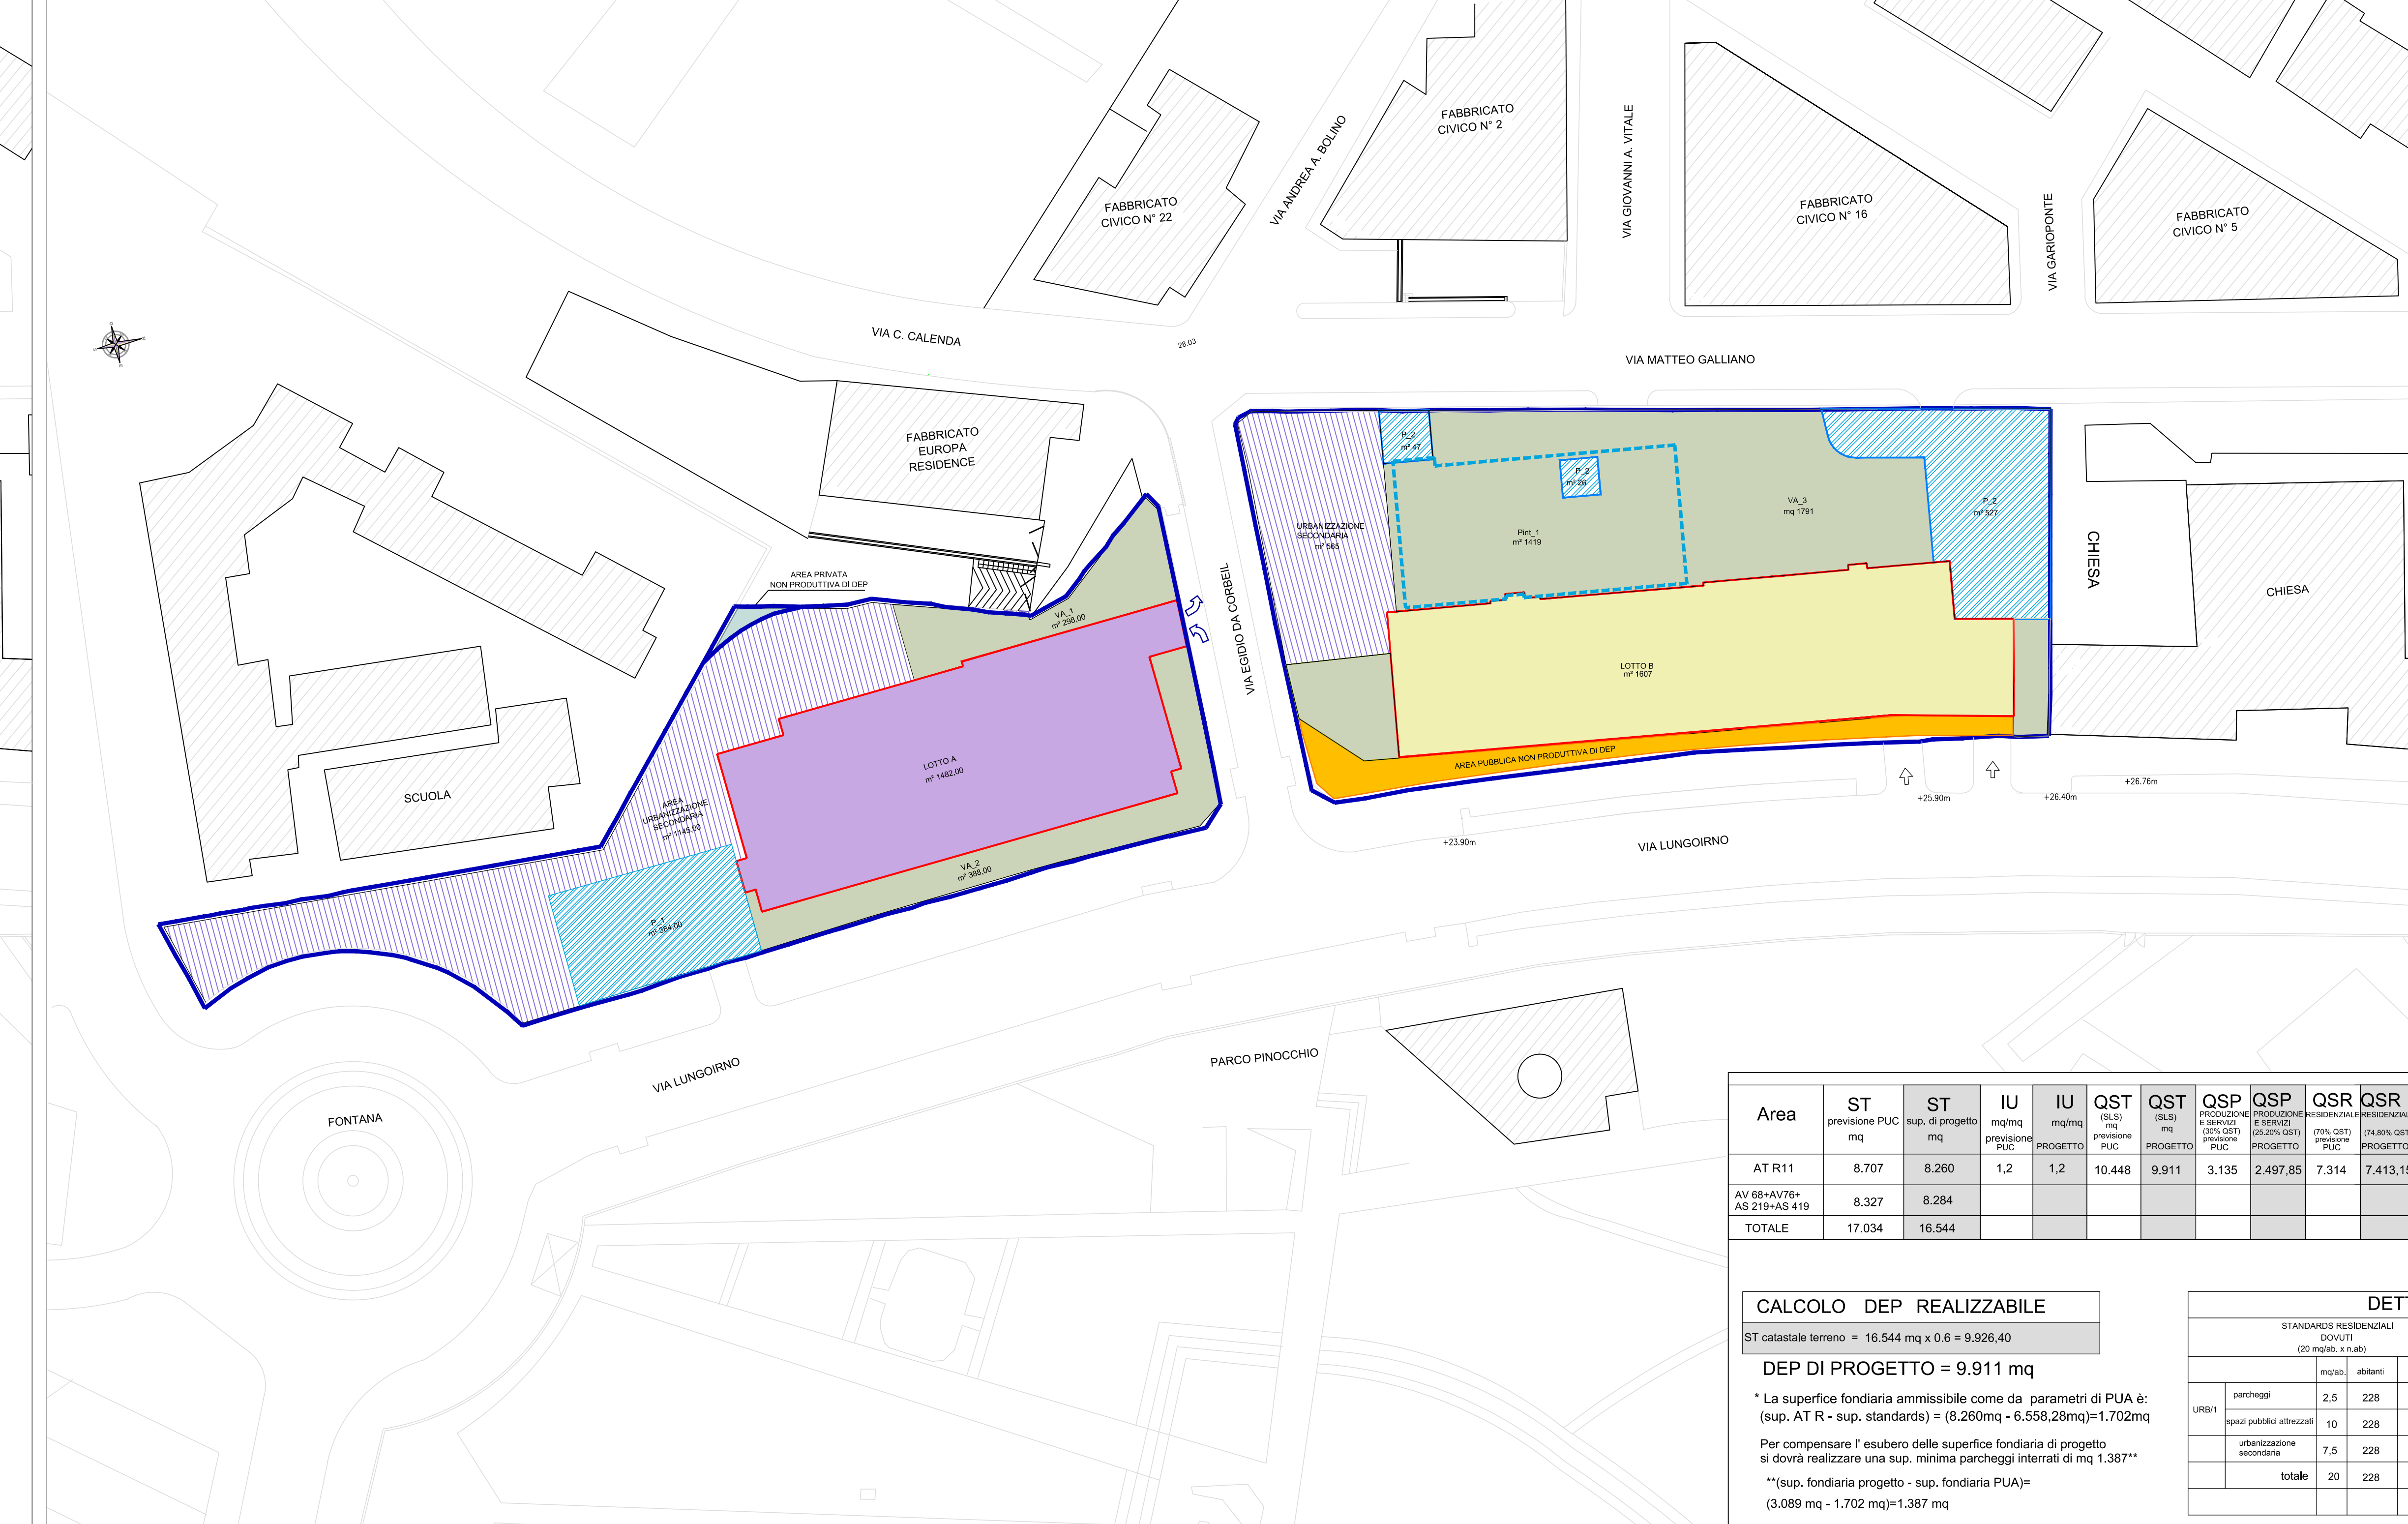 FABBRICATO
CIVICO N° 2
FABBRICATO
CIVICO N° 22
VIA ANDREA A. BOLINO
VIA GIOVANNI A. VITALE
FABBRICATO
CIVICO N° 16
VIA GARIOPONTE
FABBRICATO
CIVICO N° 5
VIA C. CALENDA
28.03
VIA MATTEO GALLIANO
FABBRICATO
EUROPA
RESIDENCE
P_2
m² 47
P_2
m² 26
VA_3
mq 1791
P_2
m² 527
URBANIZZAZIONE
SECONDARIA
m² 565
Pint_1
m² 1419
CHIESA
CHIESA
AREA PRIVATA
NON PRODUTTIVA DI DEP
VA_1
m² 298,00
VIA EGIDIO DA CORBEIL
LOTTO B
m² 1607
LOTTO A
m² 1482,00
AREA PUBBLICA NON PRODUTTIVA DI DEP
SCUOLA
AREA
URBANIZZAZIONE
SECONDARIA
m² 1145,00
+26.76m
+25.90m
+26.40m
+23.90m
VIA LUNGOIRNO
VA_2
m² 388,00
P_1
m² 384,00
VIA LUNGOIRNO
PARCO PINOCCHIO
FONTANA
Area
ST
previsione PUC
mq
ST
sup. di progetto
mq
IU
mq/mq
previsione
PUC
IU
mq/mq
PROGETTO
QST
(SLS)
mq
previsione
PUC
QST
(SLS)
mq
PROGETTO
QSP
PRODUZIONE
E SERVIZI
(30% QST)
previsione
PUC
QSP
PRODUZIONE
E SERVIZI
(25.20% QST)
PROGETTO
QSR
RESIDENZIALE
(70% QST)
previsione
PUC
QSR
RESIDENZIAL
(74,80% QST
PROGETTO
AT R11 8.707 8.260 1,2 1,2 10.448 9.911 3.135 2.497,85 7.314 7.413,15
AV 68+AV76+
AS 219+AS 419 8.327 8.284
TOTALE 17.034 16.544
CALCOLO DEP REALIZZABILE
ST catastale terreno = 16.544 mq x 0.6 = 9.926,40
DEP DI PROGETTO = 9.911 mq
* La superfice fondiaria ammissibile come da parametri di PUA è:
(sup. AT R - sup. standards) = (8.260mq - 6.558,28mq)=1.702mq
Per compensare l' esubero delle superfice fondiaria di progetto
si dovrà realizzare una sup. minima parcheggi interrati di mq 1.387**
**(sup. fondiaria progetto - sup. fondiaria PUA)=
(3.089 mq - 1.702 mq)=1.387 mq
DETT
STANDARDS RESIDENZIALI
DOVUTI
(20 mq/ab. x n.ab)
mq/ab. abitanti
URB/1
parcheggi 2,5 228
spazi pubblici attrezzati 10 228
urbanizzazione
secondaria 7,5 228
totale 20 228